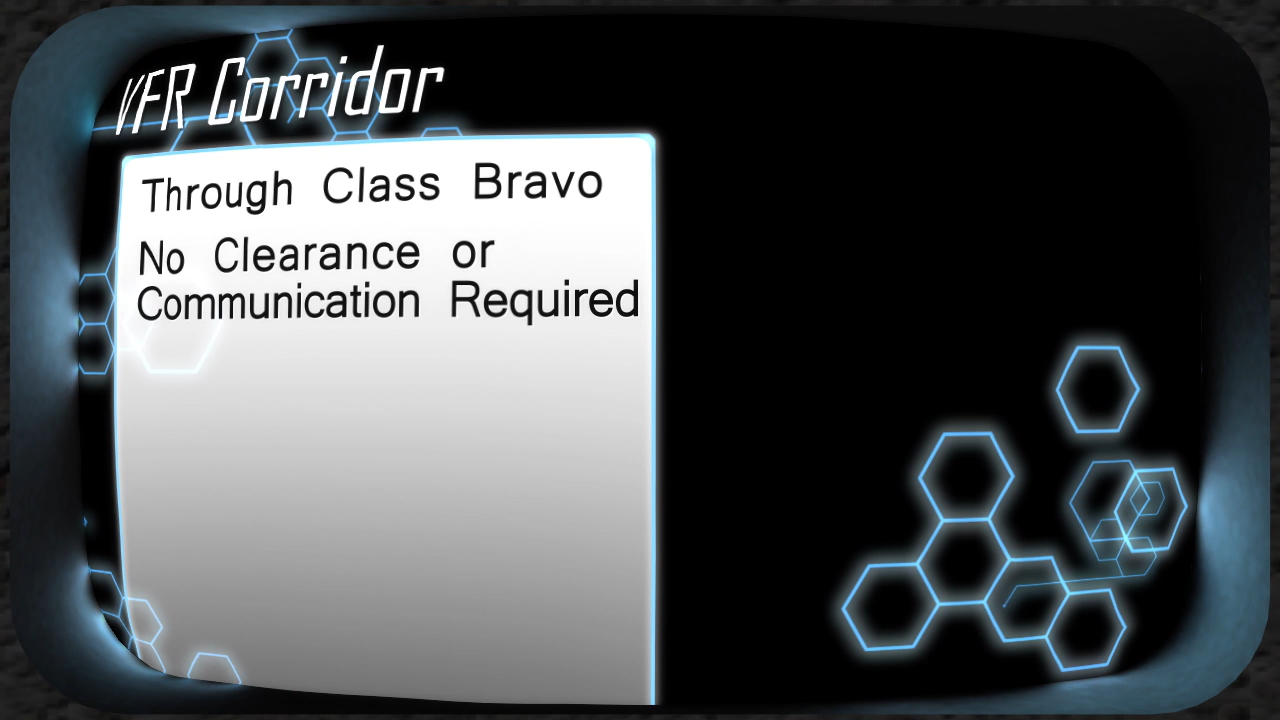 VFR Corridor
Through Class Bravo
No Clearance or
Communication Required